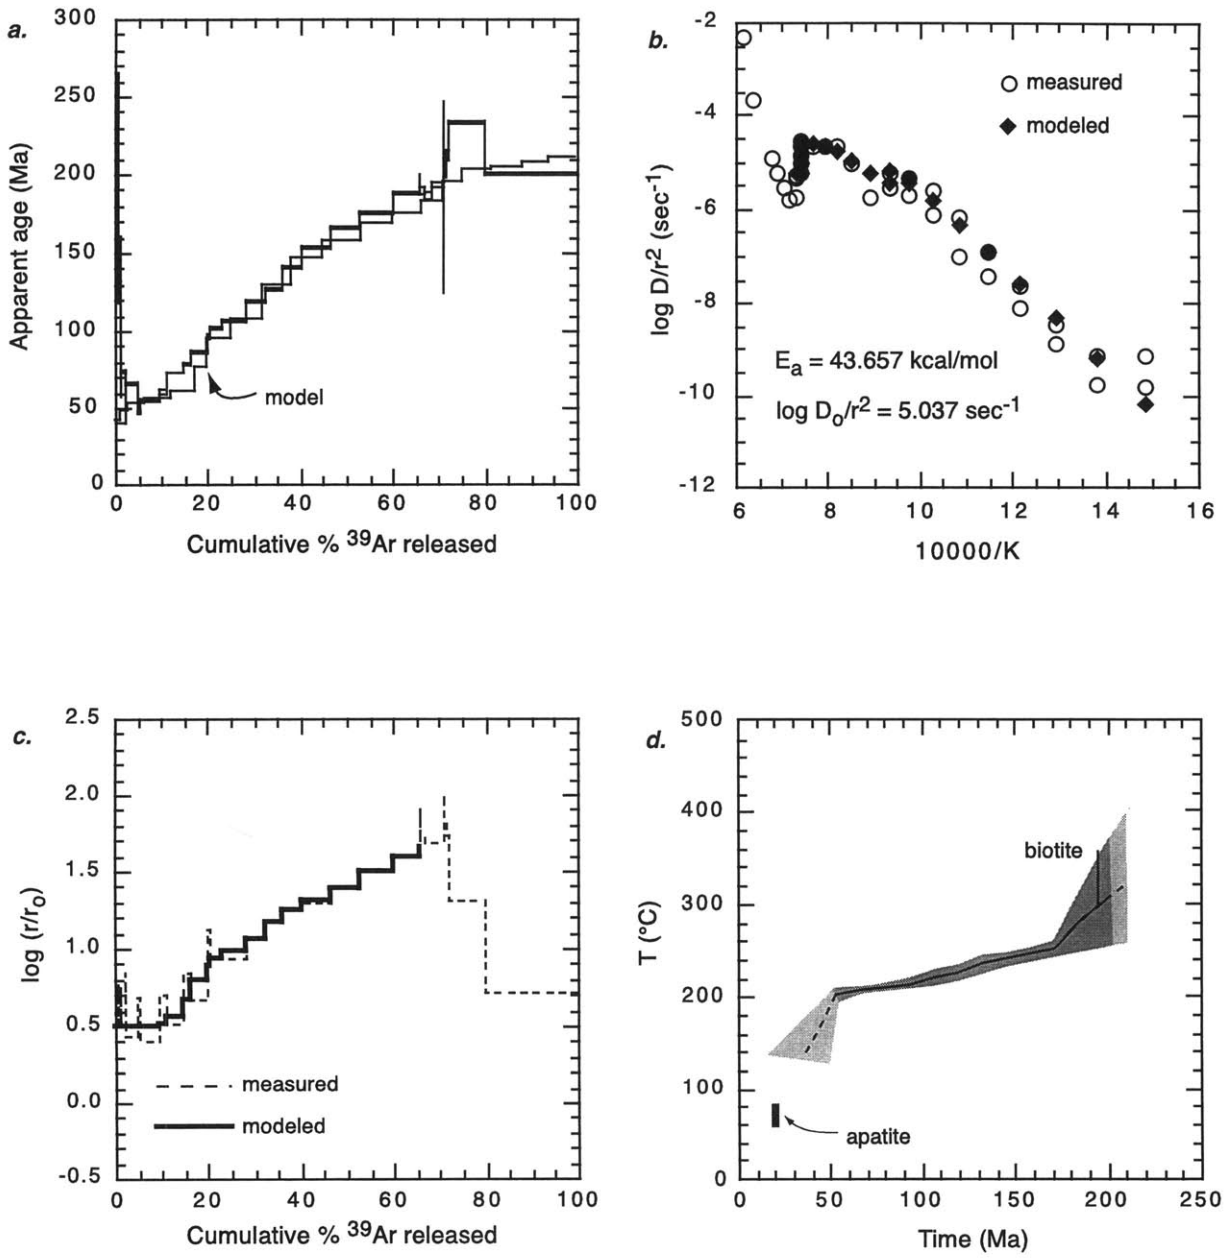 a.
300
250
200
150
100
50
0
Apparent age (Ma)
model
0 20 40 60 80 100
Cumulative % ³⁹Ar released
b.
-2
-4
-6
-8
-10
-12
log D/r² (sec⁻¹)
measured
modeled
Eₐ = 43.657 kcal/mol
log Dₒ/r² = 5.037 sec⁻¹
6 8 10 12 14 16
10000/K
c.
2.5
2.0
1.5
1.0
0.5
0.0
-0.5
log (r/rₒ)
measured
modeled
0 20 40 60 80 100
Cumulative % ³⁹Ar released
d.
500
400
300
200
100
0
T (°C)
biotite
apatite
0 50 100 150 200 250
Time (Ma)